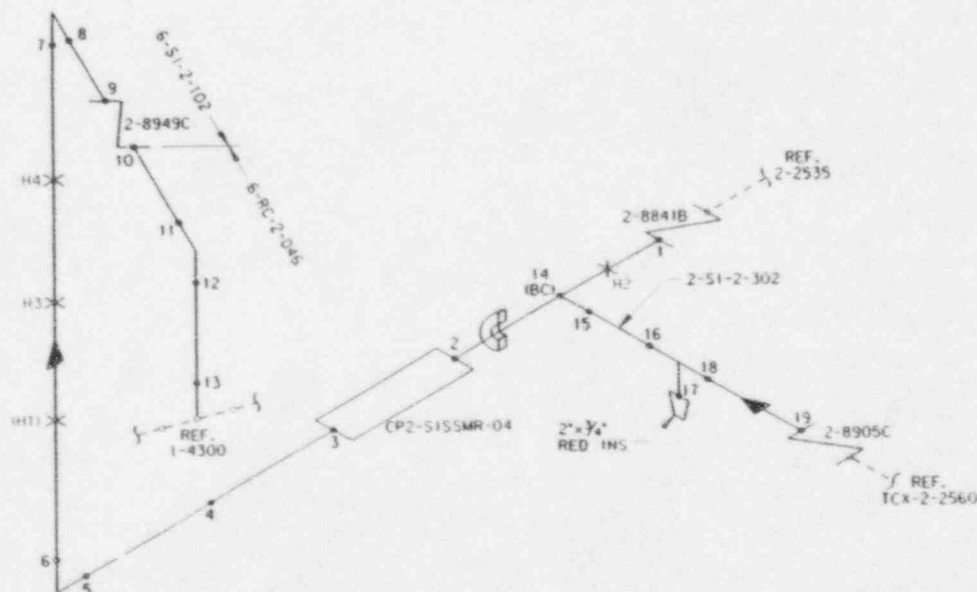 7
8
9
6-SI-2-102
2-8949C
10
H4
6-RC-2-046
11
REF.
2-2535
2-8841B
1
14
(BC)
H2
2-SI-2-302
12
H3
15
2
16
18
13
17
(H1)
REF.
1-4300
3
CP2-SISSMR-04
2"x¾"
RED INS
19
2-8905C
REF.
TCX-2-2560
4
6
5